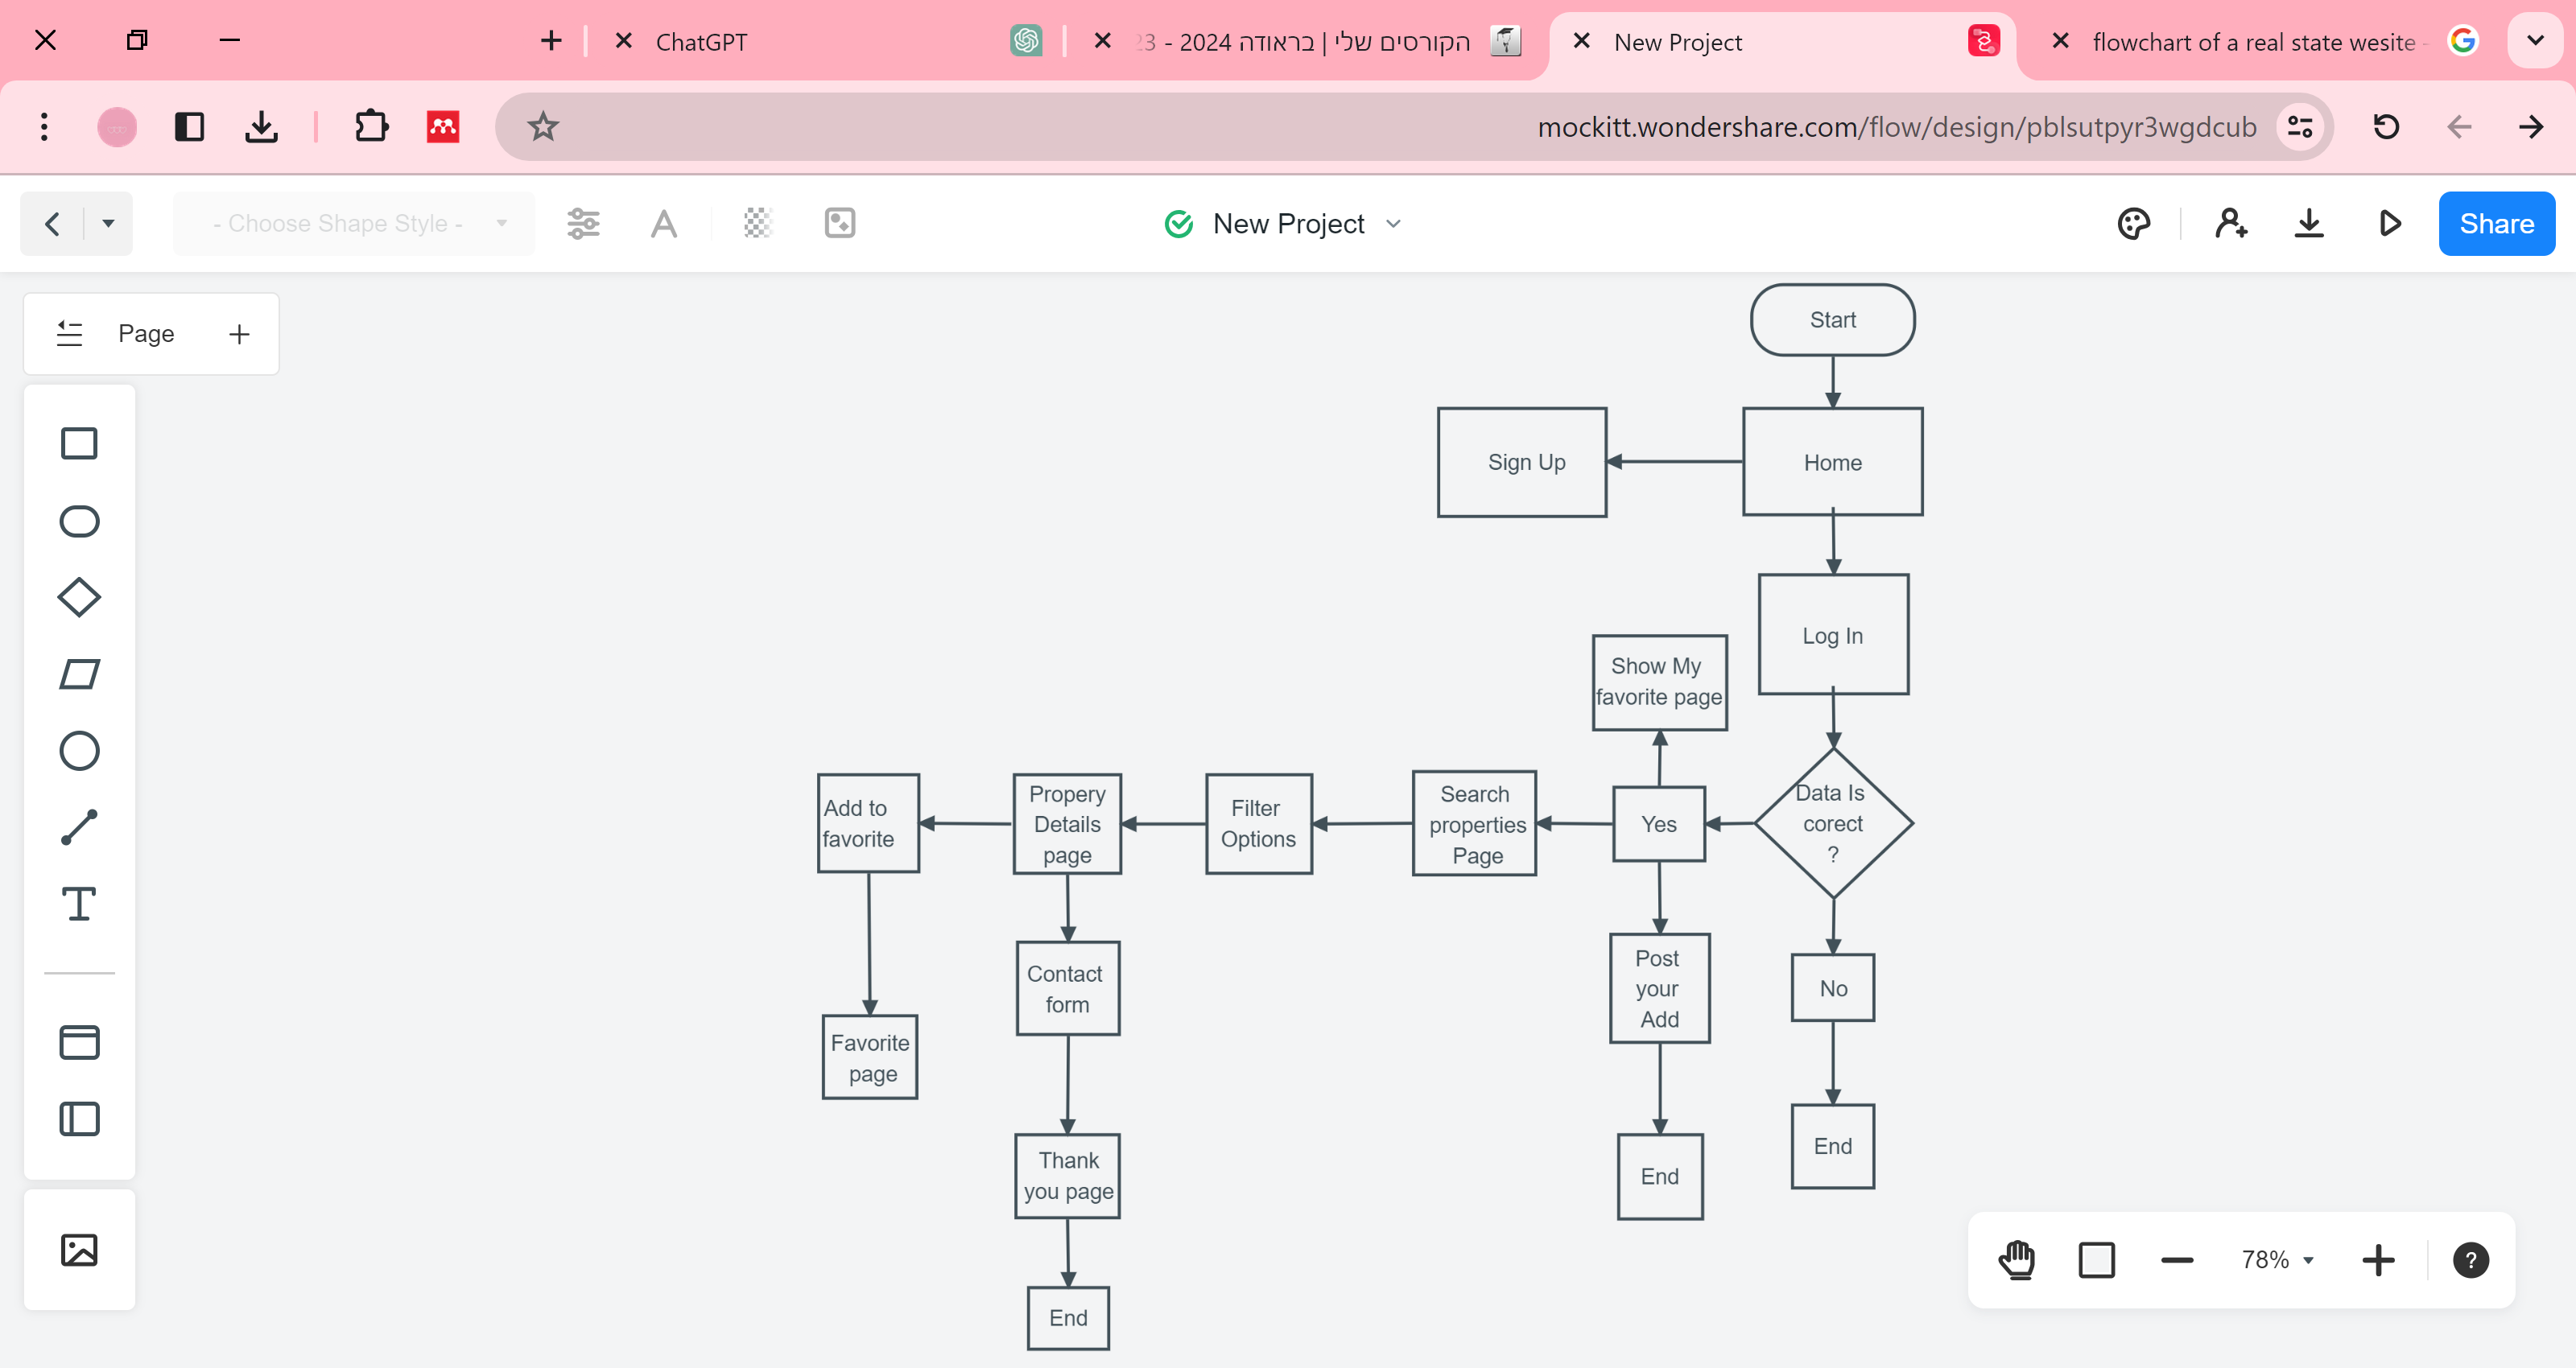 ChatGPT
הקורסים שלי | בראודה 2024 - 23
New Project
flowchart of a real state wesite -
mockitt.wondershare.com/flow/design/pblsutpyr3wgdcub
- Choose Shape Style -
New Project
Share
Page
Start
Sign Up
Home
Log In
Show My
favorite page
Data Is
corect
?
Yes
Search
properties
Page
Filter
Options
Propery
Details
page
Add to
favorite
Contact
form
Favorite
page
Post
your
Add
No
Thank
you page
End
End
End
78%
?